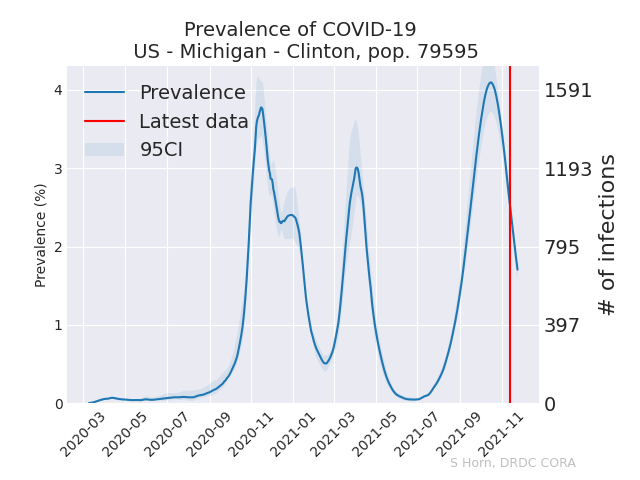 Prevalence of COVID-19
US - Michigan - Clinton, pop. 79595
Prevalence
Latest data
95CI
Prevalence (%)
4
3
2
1
0
1591
1193
795
397
0
# of infections
2020-03
2020-05
2020-07
2020-09
2020-11
2021-01
2021-03
2021-05
2021-07
2021-09
2021-11
S Horn, DRDC CORA